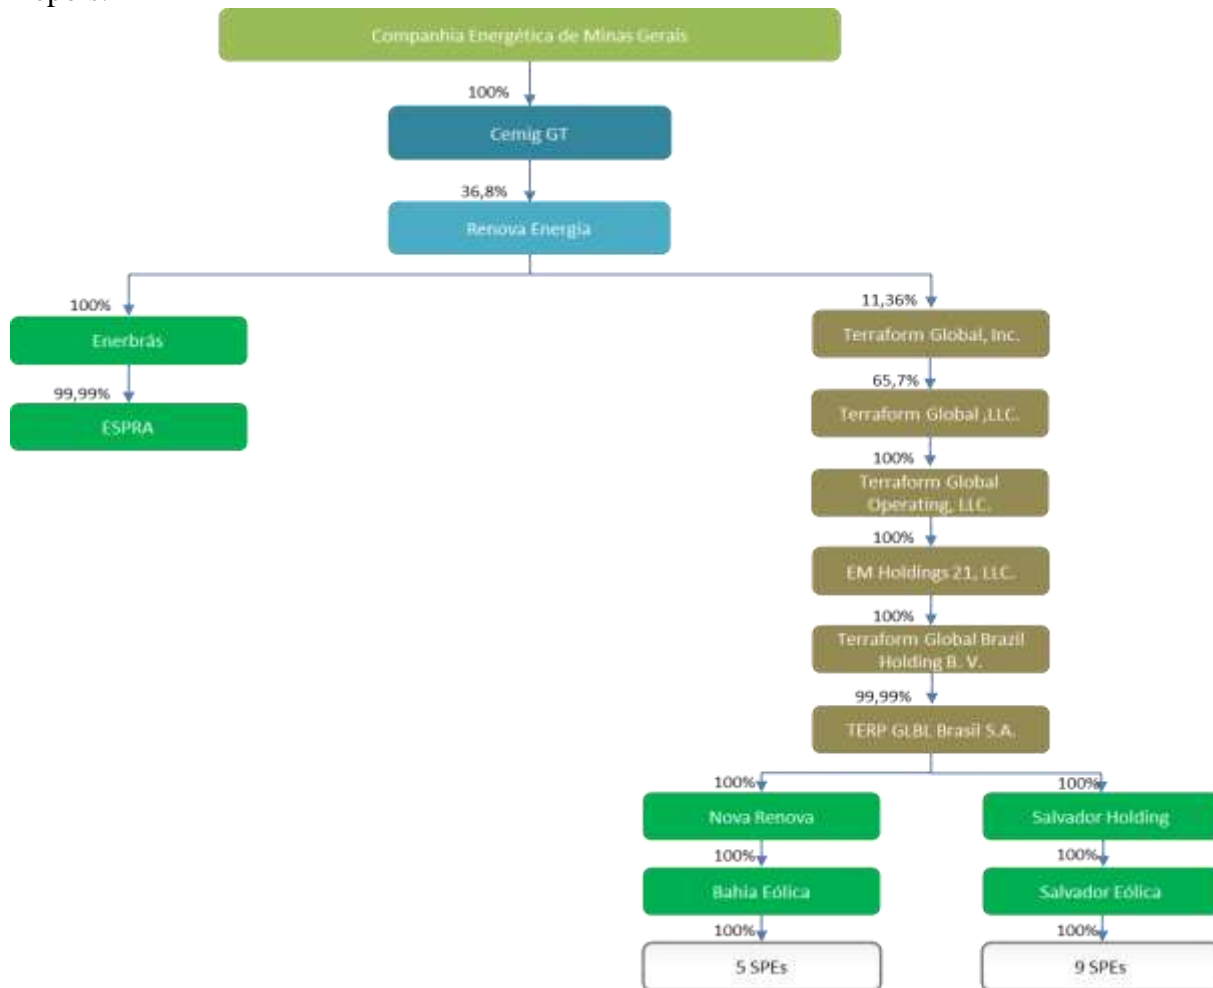 Companhia Energética de Minas Gerais
100%
Cemig GT
36,8%
Renova Energia
100%
11,36%
Enerbrás
Terraform Global, Inc.
99,99%
65,7%
ESPRA
Terraform Global ,LLC.
100%
Terraform Global
Operating, LLC.
100%
EM Holdings 21, LLC.
100%
Terraform Global Brazil
Holding B. V.
99,99%
TERP GLBL Brasil S.A.
100%
100%
Nova Renova
Salvador Holding
100%
100%
Bahia Eólica
Salvador Eólica
100%
100%
5 SPEs
9 SPEs